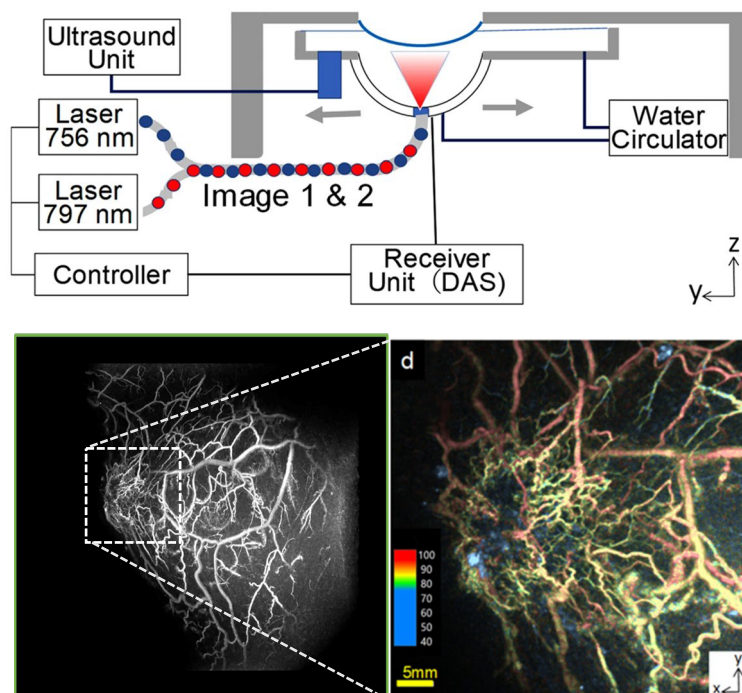 Ultrasound
Unit
Laser
756 nm
Laser
797 nm
Image 1 & 2
Controller
Receiver
Unit (DAS)
Water
Circulator
z
y
d
100
90
80
70
60
50
40
5mm
y
x